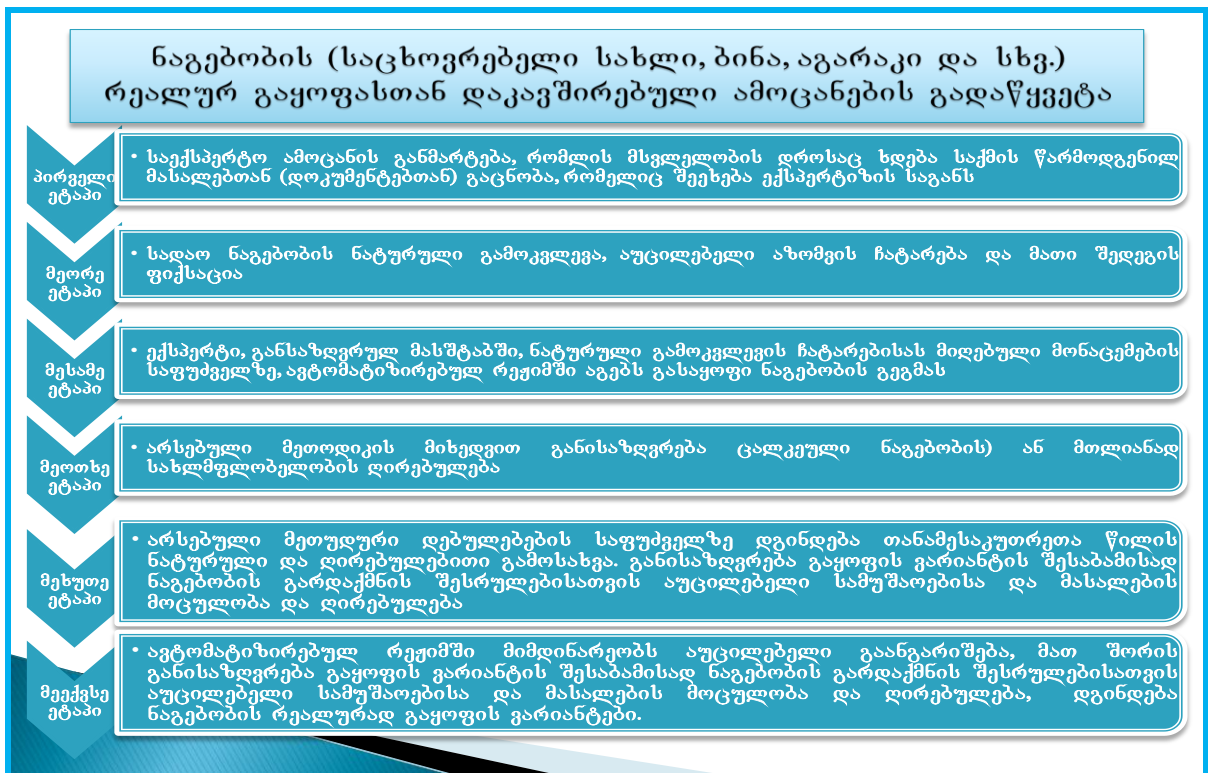 ნაგებობის (საცხოვრებელი სახლი, ბინა, აგარაკი და სხვ.)
რეალურ გაყოფასთან დაკავშირებული ამოცანების გადაწყვეტა
პირველი
ეტაპი
• საექსპერტო ამოცანის განმარტება, რომლის მსვლელობის დროსაც ხდება საქმის წარმოდგენილ
მასალებთან (დოკუმენტებთან) გაცნობა, რომელიც შეეხება ექსპერტიზის საგანს
მეორე
ეტაპი
• სადაო ნაგებობის ნატურული გამოკვლევა, აუცილებელი აზომვის ჩატარება და მათი შედეგის
ფიქსაცია
მესამე
ეტაპი
• ექსპერტი, განსაზღვრულ მასშტაბში, ნატურული გამოკვლევის ჩატარებისას მიღებული მონაცემების
საფუძველზე, ავტომატიზირებულ რეჟიმში აგებს გასაყოფი ნაგებობის გეგმას
მეოთხე
ეტაპი
• არსებული მეთოდიკის მიხედვით განისაზღვრება ცალკეული ნაგებობის) ან მთლიანად
სახლმფლობელობის ღირებულება
მეხუთე
ეტაპი
• არსებული მეთუდური დებულებების საფუძველზე დგინდება თანამესაკუთრეთა წილის
ნატურული და ღირებულებითი გამოსახვა. განისაზღვრება გაყოფის ვარიანტის შესაბამისად
ნაგებობის გარდაქმნის შესრულებისათვის აუცილებელი სამუშაოებისა და მასალების
მოცულობა და ღირებულება
მეექვსე
ეტაპი
• ავტომატიზირებულ რეჟიმში მიმდინარეობს აუცილებელი გაანგარიშება, მათ შორის
განისაზღვრება გაყოფის ვარიანტის შესაბამისად ნაგებობის გარდაქმნის შესრულებისათვის
აუცილებელი სამუშაოებისა და მასალების მოცულობა და ღირებულება, დგინდება
ნაგებობის რეალურად გაყოფის ვარიანტები.